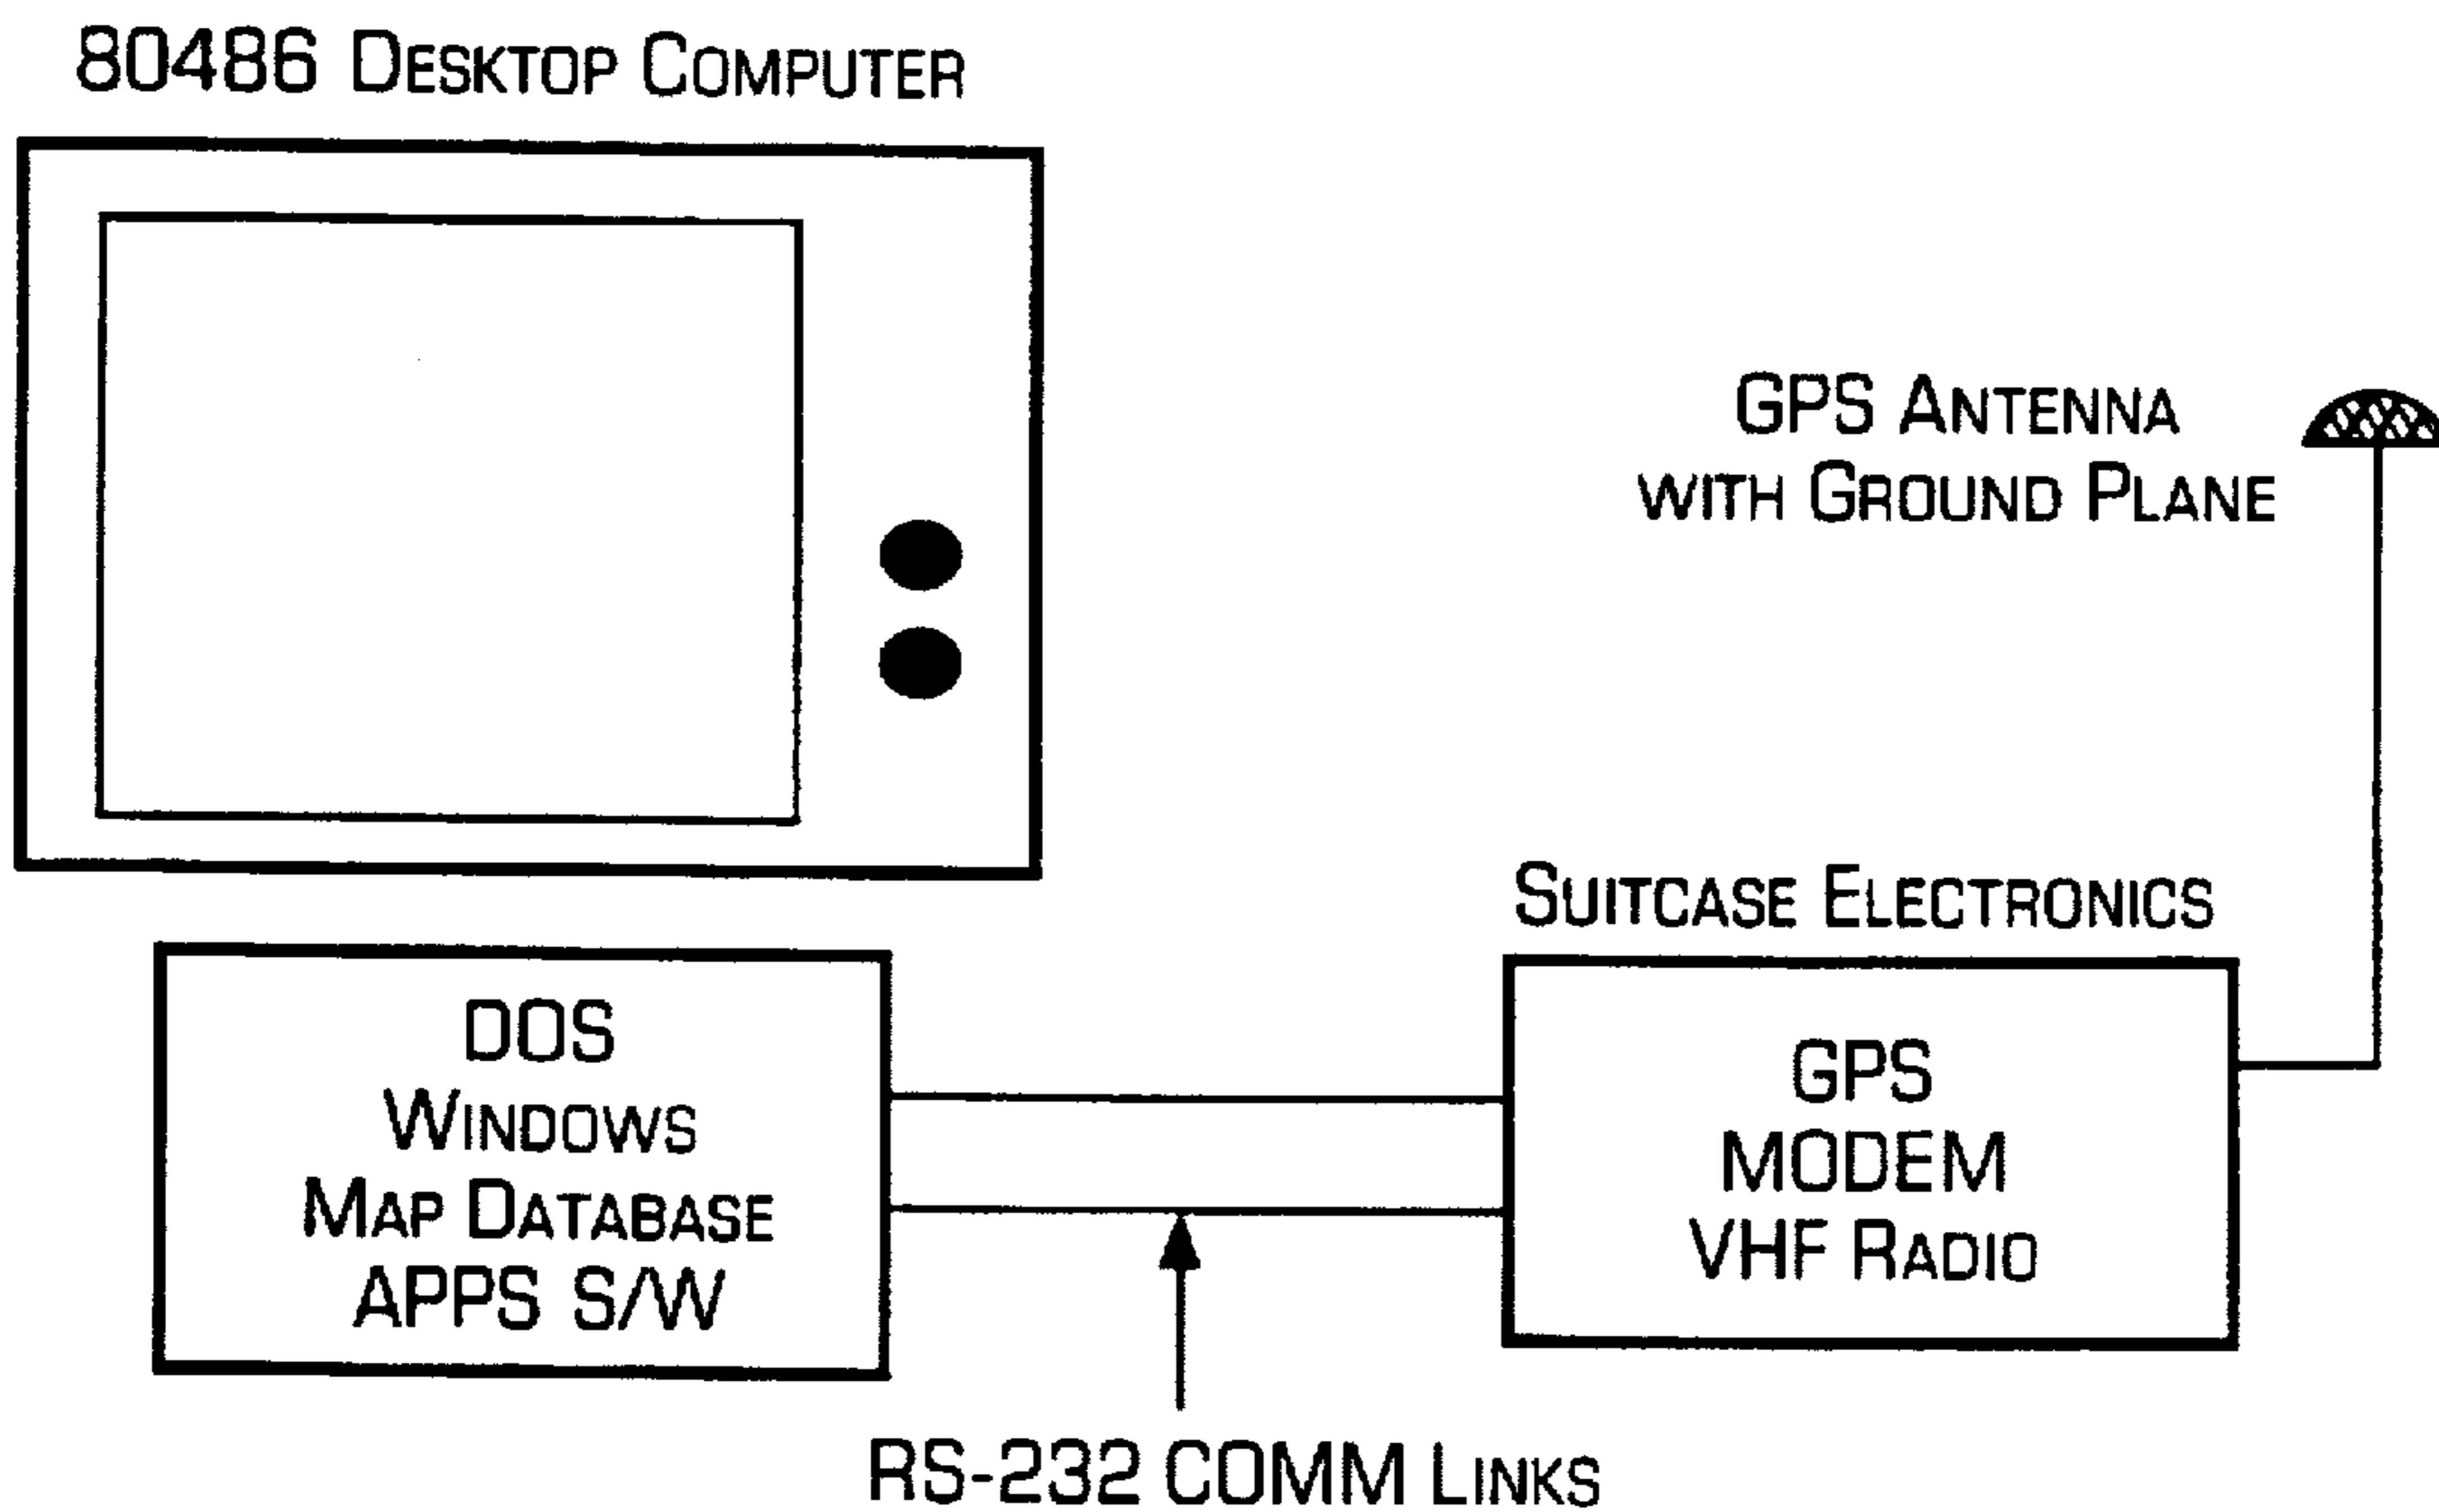 80486 DESKTOP COMPUTER
GPS ANTENNA
WITH GROUND PLANE
SUITCASE ELECTRONICS
DOS
WINDOWS
MAP DATABASE
APPS S/W
GPS
MODEM
VHF RADIO
RS-232 COMM LINKS